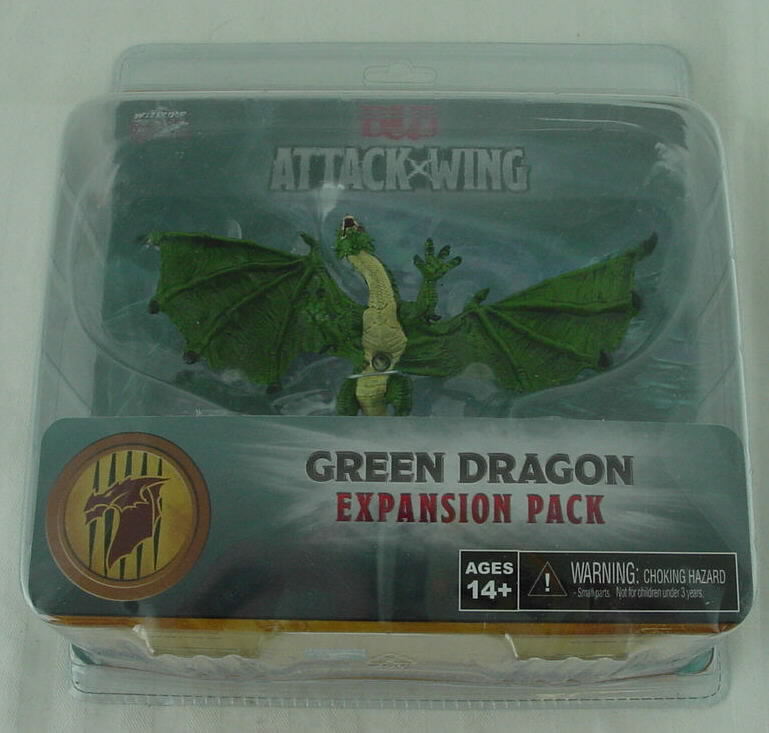 WIZKIDS
D&D
ATTACK WING
GREEN DRAGON
EXPANSION PACK
AGES
14+
! WARNING: CHOKING HAZARD
- Small parts. Not for children under 3 years.